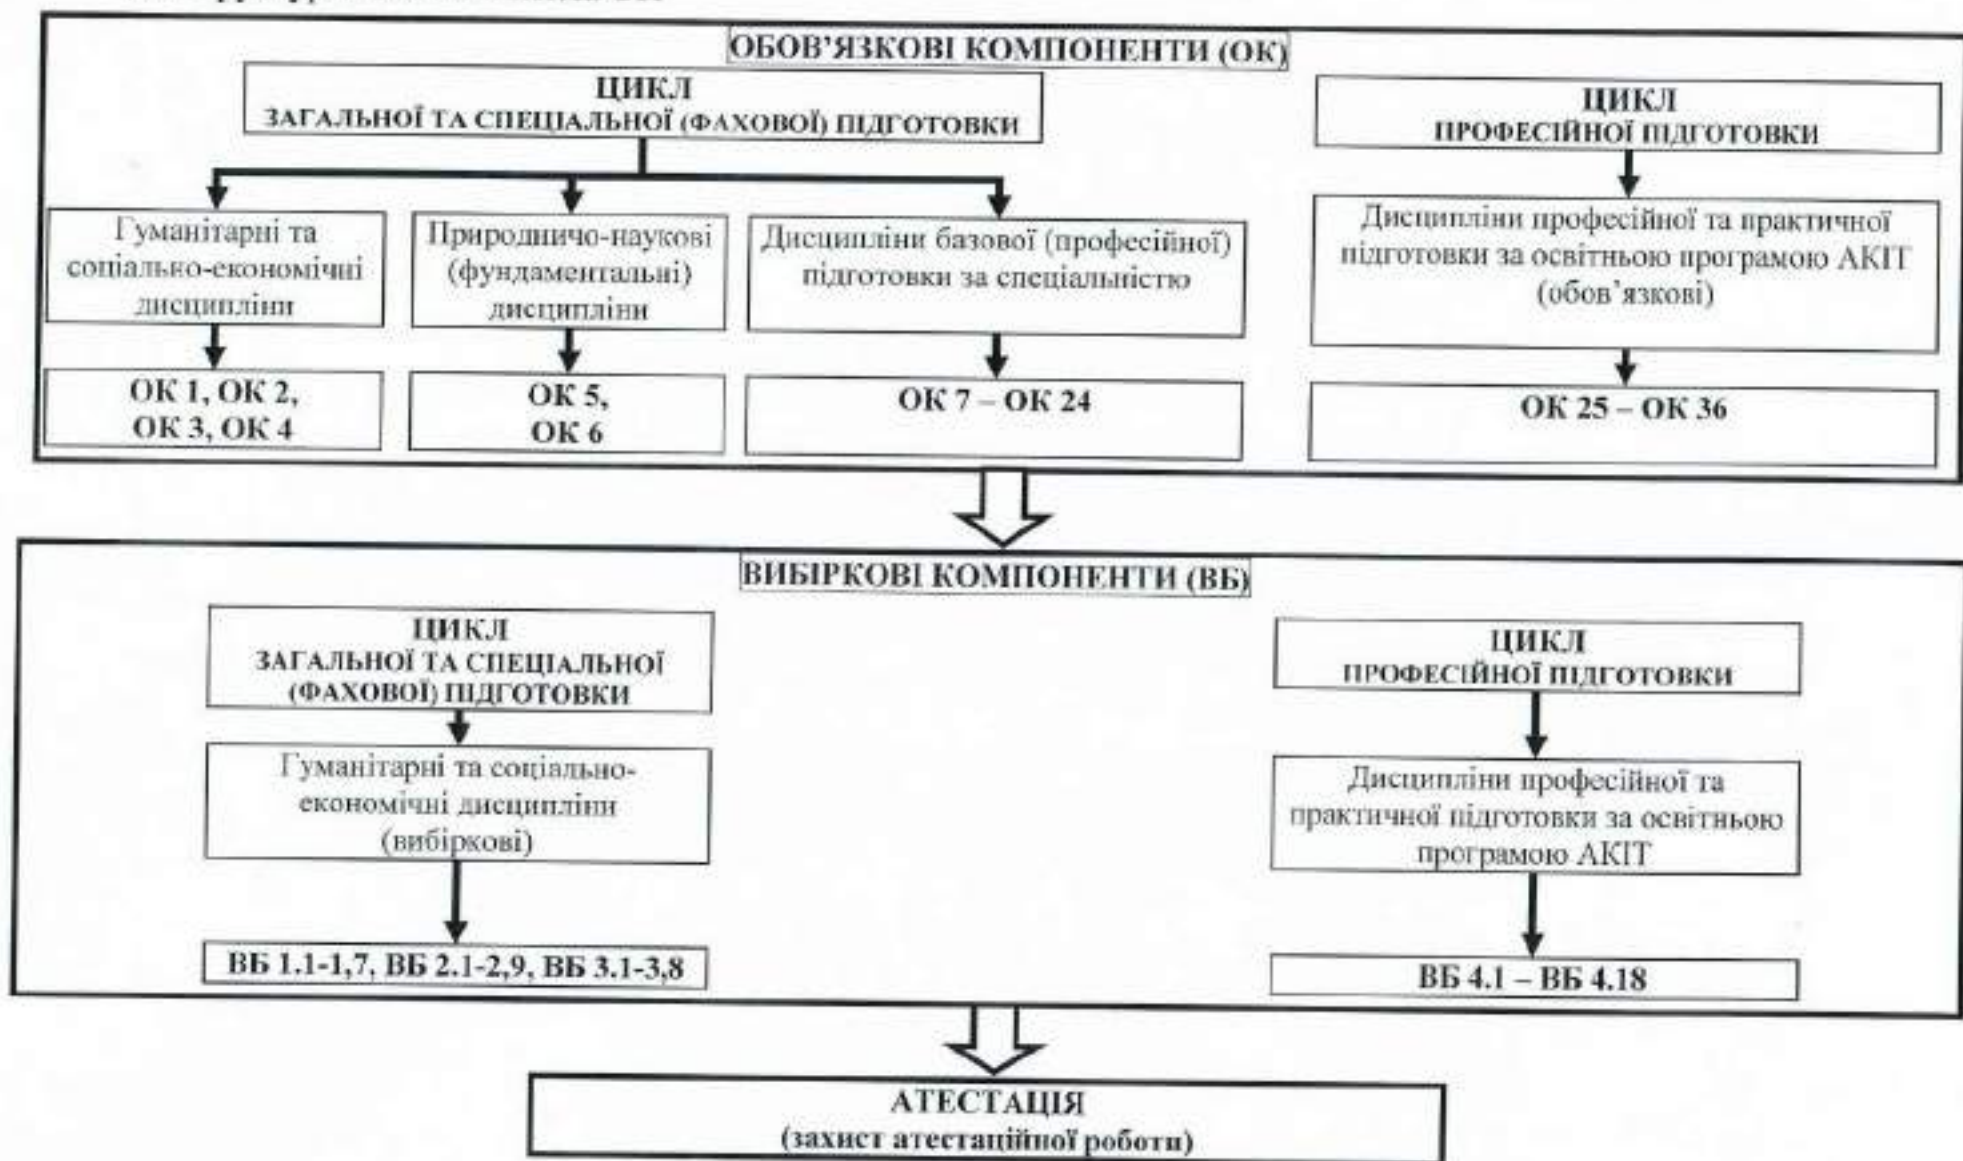 ОБОВ’ЯЗКОВІ КОМПОНЕНТИ (ОК)
ЦИКЛ
ЗАГАЛЬНОЇ ТА СПЕЦІАЛЬНОЇ (ФАХОВОЇ) ПІДГОТОВКИ
ЦИКЛ
ПРОФЕСІЙНОЇ ПІДГОТОВКИ
Гуманітарні та
соціально-економічні
дисципліни
Природничо-наукові
(фундаментальні)
дисципліни
Дисципліни базової (професійної)
підготовки за спеціальністю
Дисципліни професійної та практичної
підготовки за освітньою програмою АКІТ
(обов’язкові)
ОК 1, ОК 2,
ОК 3, ОК 4
ОК 5,
ОК 6
ОК 7 – ОК 24
ОК 25 – ОК 36
ВИБІРКОВІ КОМПОНЕНТИ (ВБ)
ЦИКЛ
ЗАГАЛЬНОЇ ТА СПЕЦІАЛЬНОЇ
(ФАХОВОЇ) ПІДГОТОВКИ
ЦИКЛ
ПРОФЕСІЙНОЇ ПІДГОТОВКИ
Гуманітарні та соціально-
економічні дисципліни
(вибіркові)
Дисципліни професійної та
практичної підготовки за освітньою
програмою АКІТ
ВБ 1.1-1,7, ВБ 2.1-2,9, ВБ 3.1-3,8
ВБ 4.1 – ВБ 4.18
АТЕСТАЦІЯ
(захист атестаційної роботи)